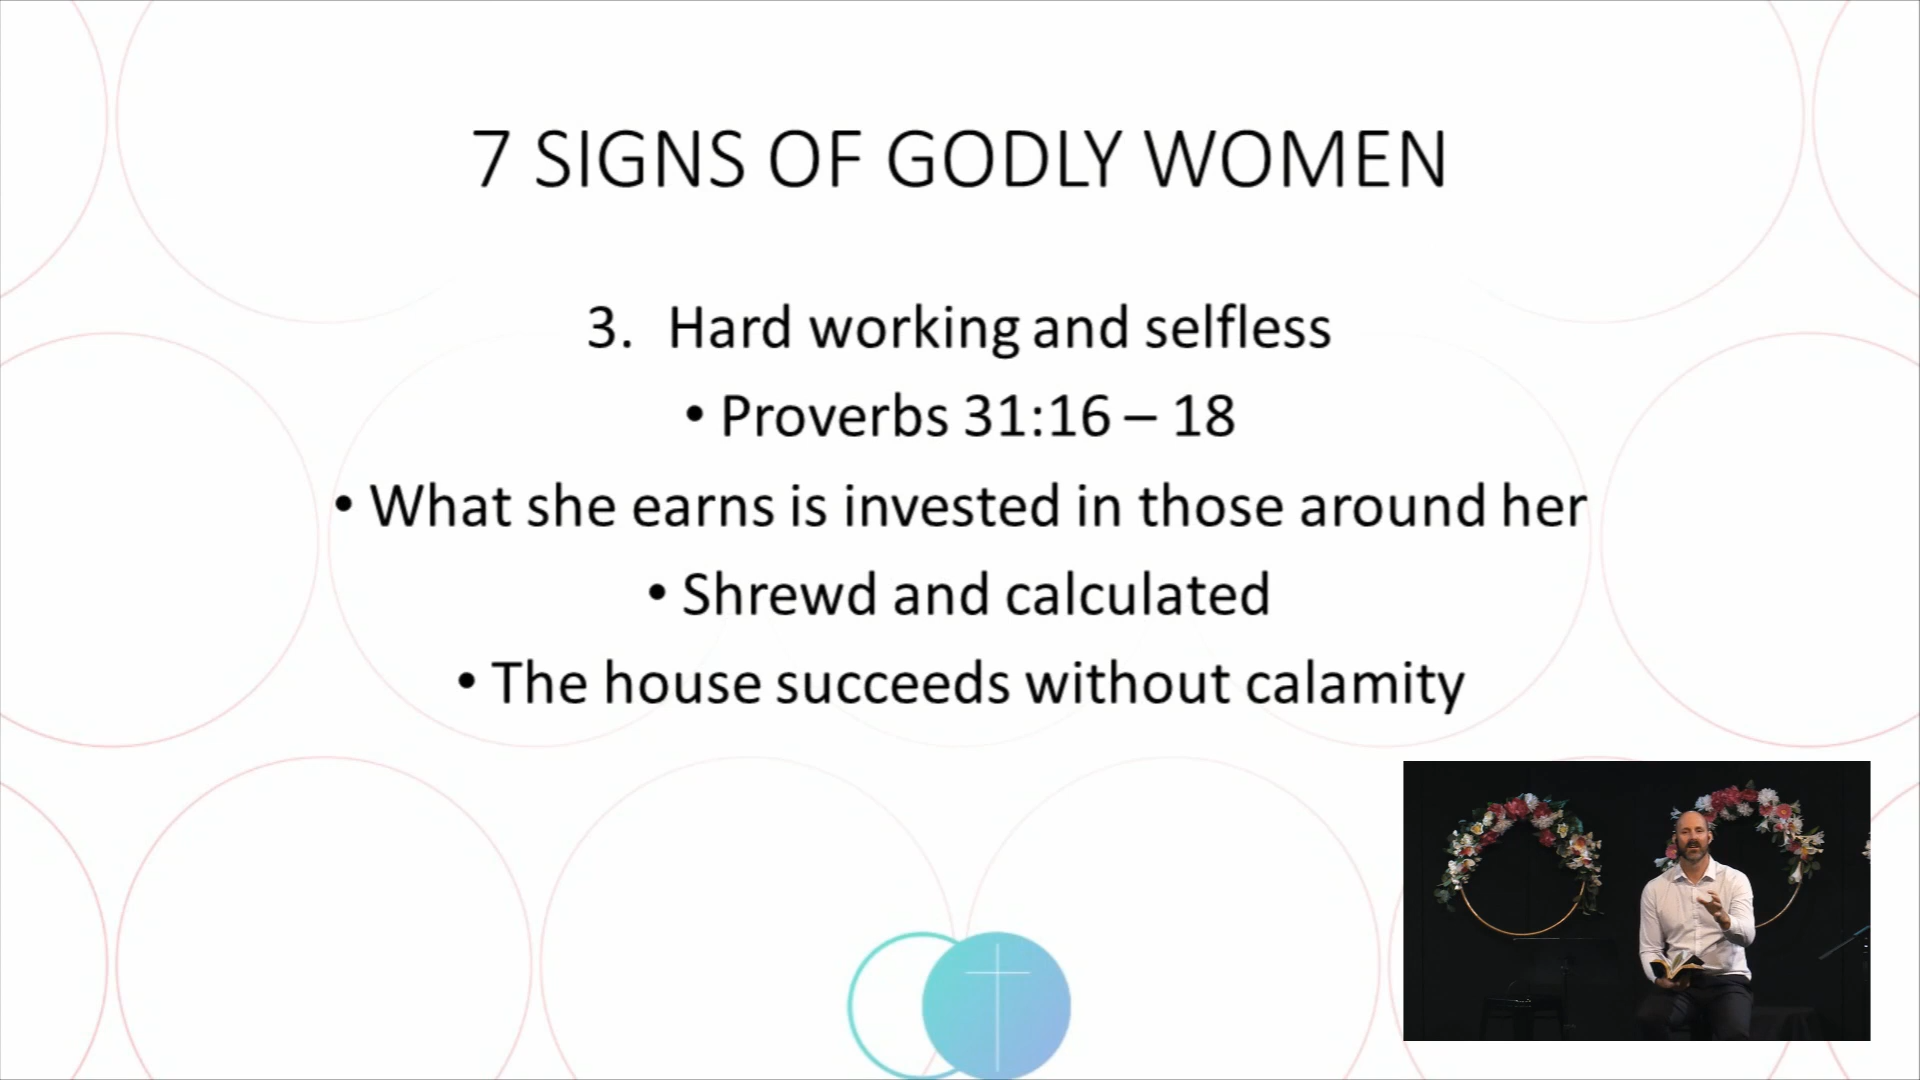 7 SIGNS OF GODLY WOMEN
3. Hard working and selfless
• Proverbs 31:16 – 18
• What she earns is invested in those around her
• Shrewd and calculated
• The house succeeds without calamity